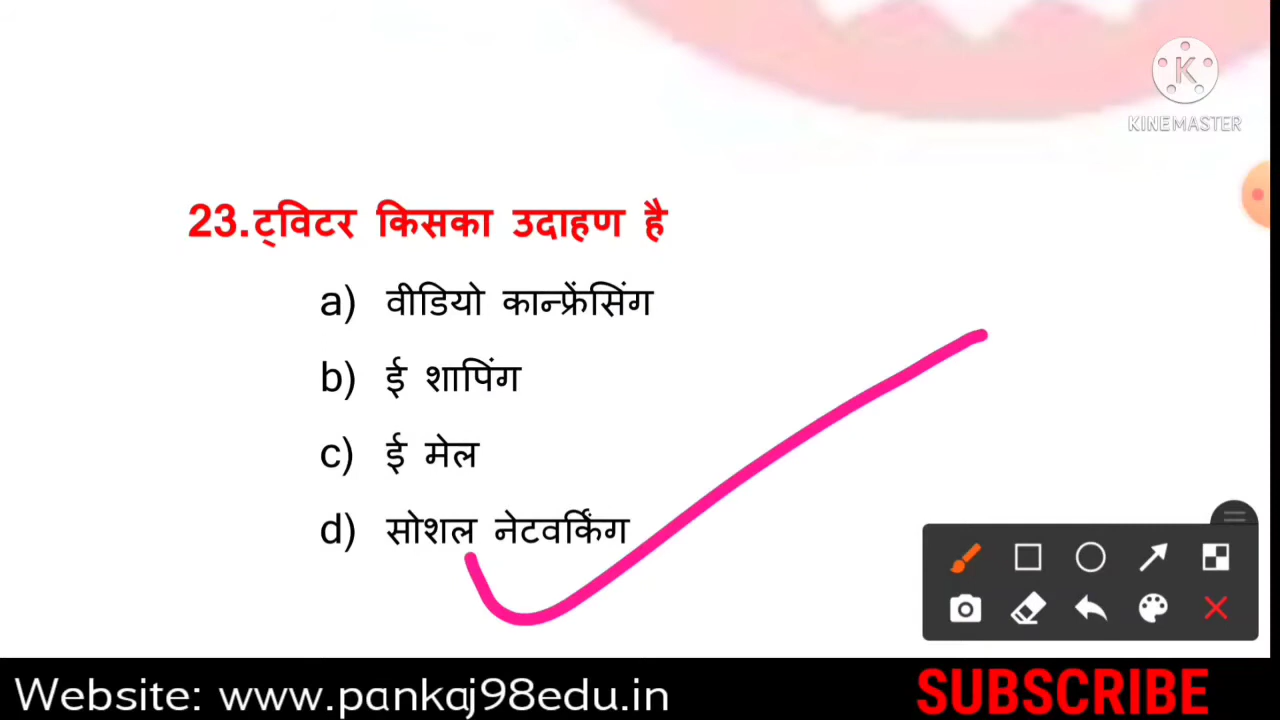 KINEMASTER
23.ट्विटर किसका उदाहण है
a) वीडियो कान्फ्रेंसिंग
b) ई शापिंग
c) ई मेल
d) सोशल नेटवर्किंग
Website: www.pankaj98edu.in
SUBSCRIBE